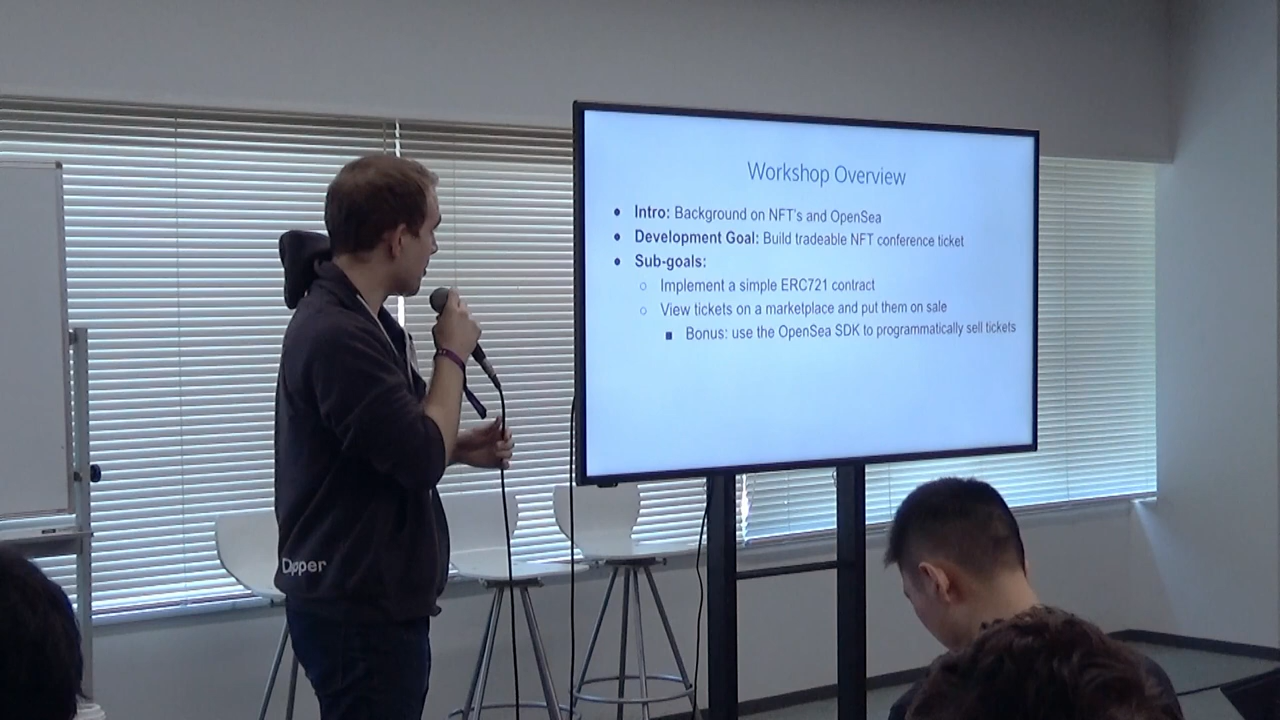 Workshop Overview
● Intro: Background on NFT's and OpenSea
● Development Goal: Build tradeable NFT conference ticket
● Sub-goals:
○ Implement a simple ERC721 contract
○ View tickets on a marketplace and put them on sale
■ Bonus: use the OpenSea SDK to programmatically sell tickets
Dapper